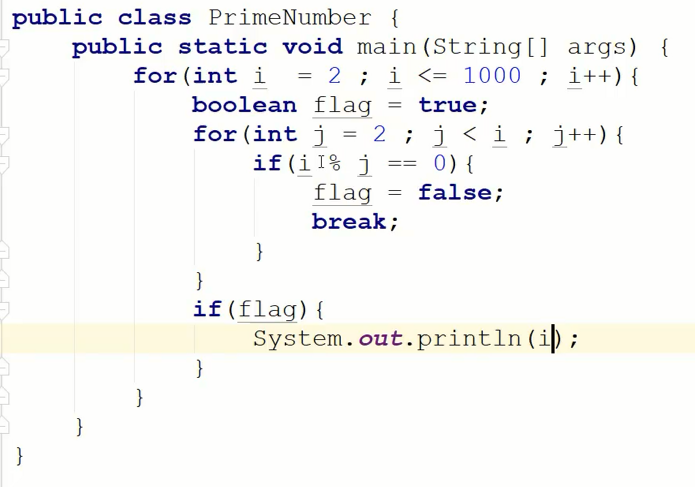 public class PrimeNumber {
    public static void main(String[] args) {
        for(int i  = 2 ; i <= 1000 ; i++){
            boolean flag = true;
            for(int j = 2 ; j < i ; j++){
                if(i % j == 0){
                    flag = false;
                    break;
                }
            }
            if(flag){
                System.out.println(i);
            }
        }
    }
}